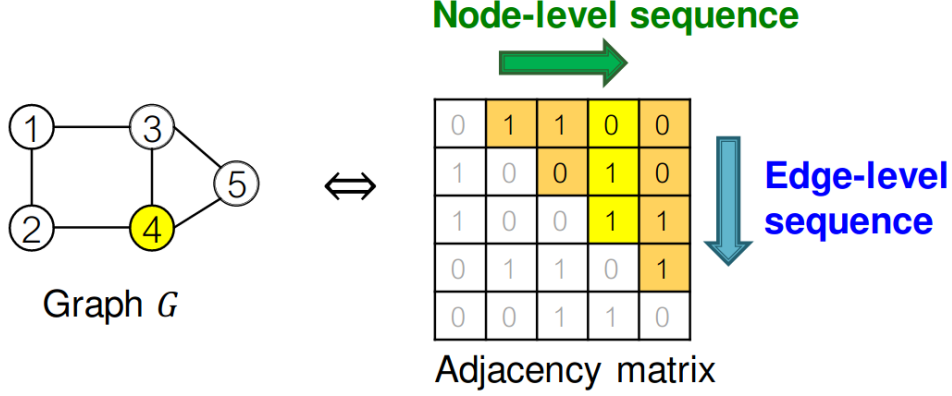 Node-level sequence
1 3
5
2 4
Graph G
⇔
0 1 1 0 0
1 0 0 1 0
1 0 0 1 1
0 1 1 0 1
0 0 1 1 0
Edge-level
sequence
Adjacency matrix